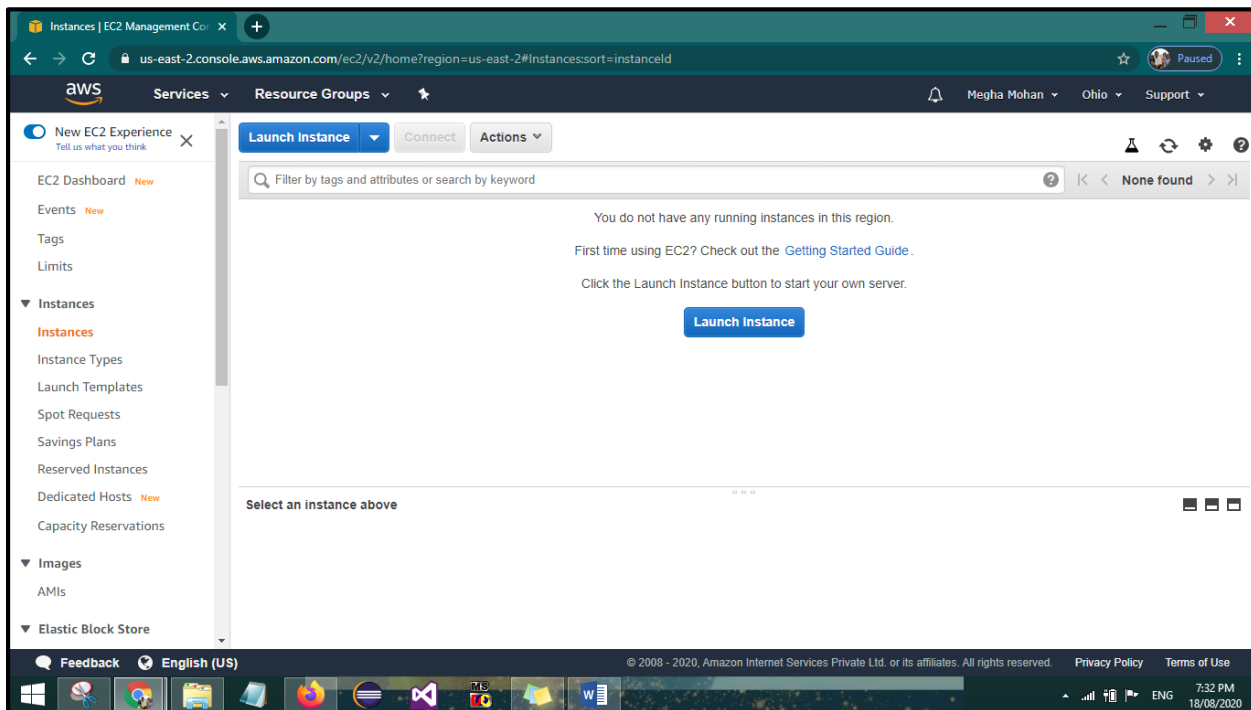 Instances | EC2 Management Co
us-east-2.console.aws.amazon.com/ec2/v2/home?region=us-east-2#Instances:sort=instanceId
Paused
aws Services Resource Groups Megha Mohan Ohio Support
New EC2 Experience
Tell us what you think
EC2 Dashboard New
Events New
Tags
Limits
Instances
Instances
Instance Types
Launch Templates
Spot Requests
Savings Plans
Reserved Instances
Dedicated Hosts New
Capacity Reservations
Images
AMIs
Elastic Block Store
Launch Instance Connect Actions
Filter by tags and attributes or search by keyword
None found
You do not have any running instances in this region.
First time using EC2? Check out the Getting Started Guide.
Click the Launch Instance button to start your own server.
Launch Instance
Select an instance above
Feedback English (US)
© 2008 - 2020, Amazon Internet Services Private Ltd. or its affiliates. All rights reserved. Privacy Policy Terms of Use
ENG
7:32 PM
18/08/2020